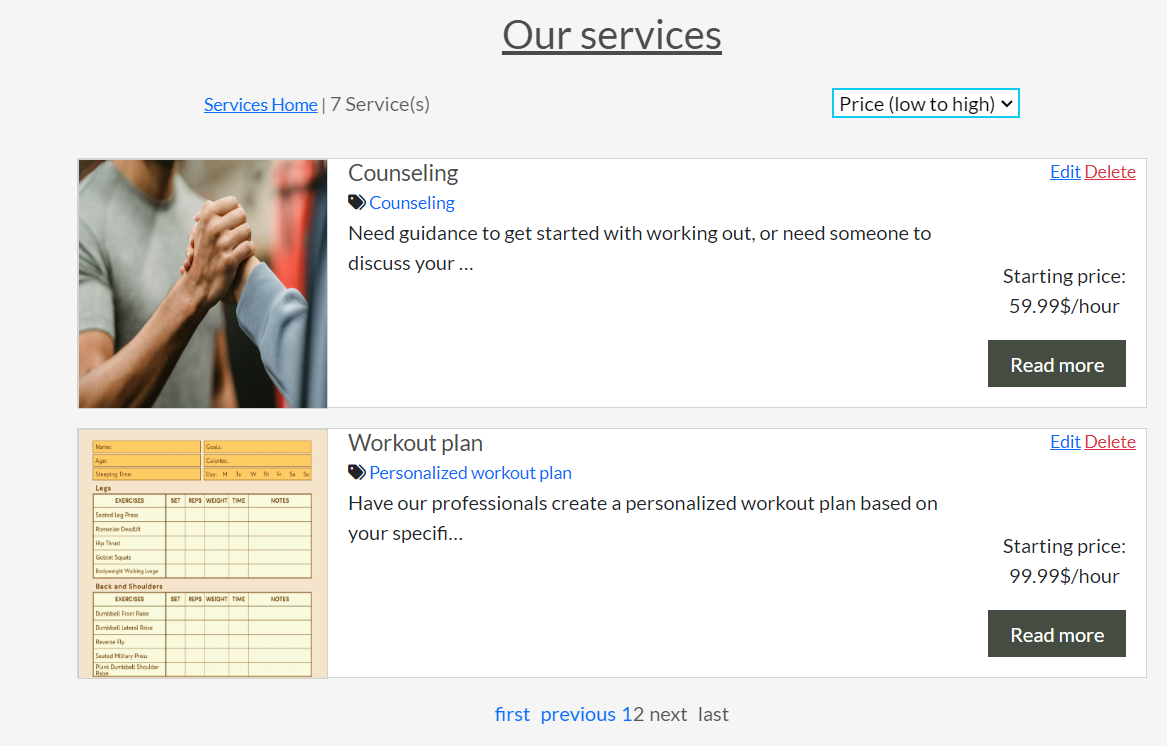 Our services
Services Home | 7 Service(s)
Price (low to high)
Counseling
Edit Delete
Counseling
Need guidance to get started with working out, or need someone to
discuss your ...
Starting price:
59.99$/hour
Read more
Name:
Goals:
Age:
Calories:
Sleeping Time:
Day: M Tu W Th Fr Sa Su
Legs
EXERCISES SET REPS WEIGHT TIME NOTES
Seated Leg Press
Romanian Deadlift
Hip Thrust
Goblet Squats
Bodyweight Walking Lunge
Back and Shoulders
EXERCISES SET REPS WEIGHT TIME NOTES
Dumbbell Front Raise
Dumbbell Lateral Raise
Reverse Fly
Seated Military Press
Plank Dumbbell Shoulder
Raise
Workout plan
Edit Delete
Personalized workout plan
Have our professionals create a personalized workout plan based on
your specifi...
Starting price:
99.99$/hour
Read more
first previous 12 next last